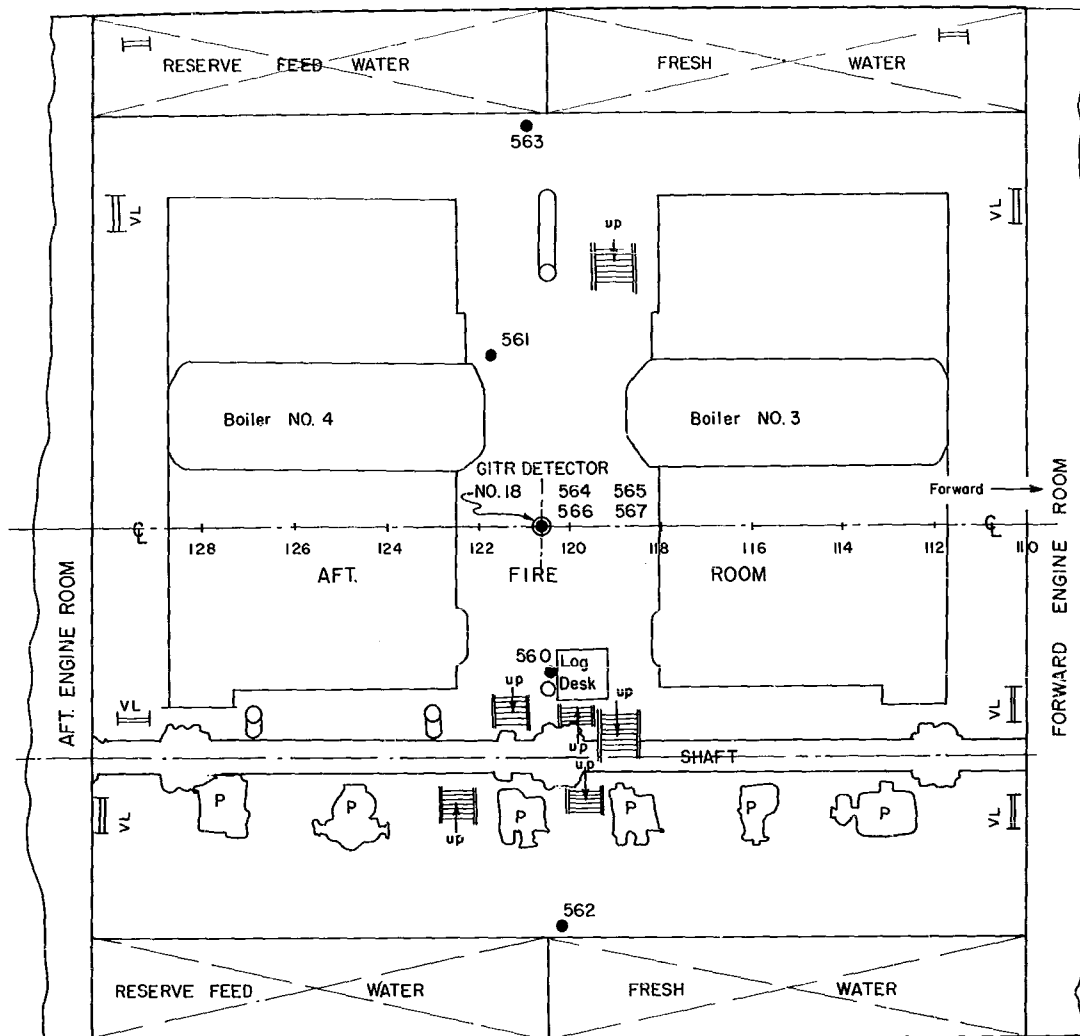 RESERVE FEED WATER
FRESH WATER
563
VL
up
VL
561
Boiler NO. 4
Boiler NO. 3
GITR DETECTOR
NO. 18
564 565
566 567
Forward
℄
℄
128 126 124 122 120 118 116 114 112 110
AFT. FIRE ROOM
AFT. ENGINE ROOM
FORWARD ENGINE ROOM
560
Log
Desk
up
up
VL
VL
up
up
SHAFT
P
P
P
P
P
P
up
VL
VL
562
RESERVE FEED WATER
FRESH WATER